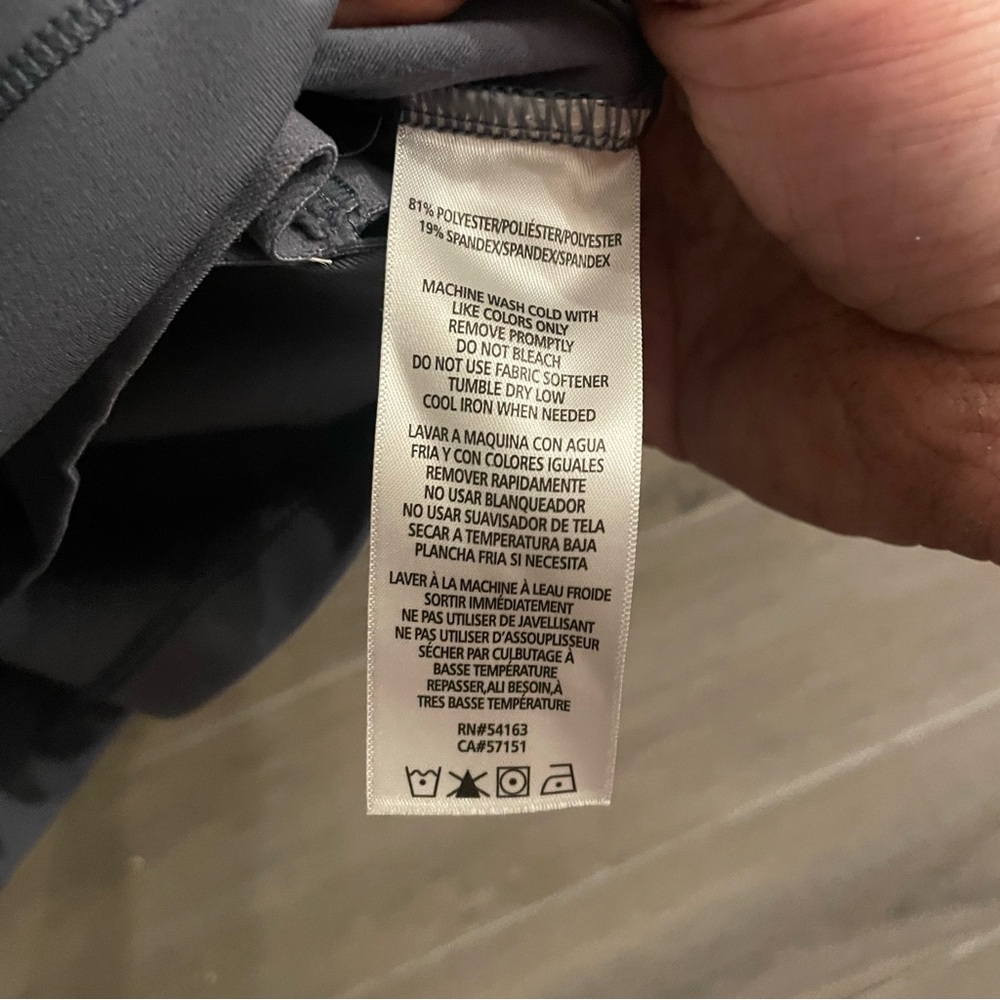 81% POLYESTER/POLIÉSTER/POLYESTER
19% SPANDEX/SPANDEX/SPANDEX
MACHINE WASH COLD WITH
LIKE COLORS ONLY
REMOVE PROMPTLY
DO NOT BLEACH
DO NOT USE FABRIC SOFTENER
TUMBLE DRY LOW
COOL IRON WHEN NEEDED
LAVAR A MAQUINA CON AGUA
FRIA Y CON COLORES IGUALES
REMOVER RAPIDAMENTE
NO USAR BLANQUEADOR
NO USAR SUAVISADOR DE TELA
SECAR A TEMPERATURA BAJA
PLANCHA FRIA SI NECESITA
LAVER À LA MACHINE À LEAU FROIDE
SORTIR IMMÉDIATEMENT
NE PAS UTILISER DE JAVELLISANT
NE PAS UTILISER D'ASSOUPLISSEUR
SÉCHER PAR CULBUTAGE À
BASSE TEMPÉRATURE
REPASSER,ALI BESOIN,À
TRES BASSE TEMPÉRATURE
RN#54163
CA#57151